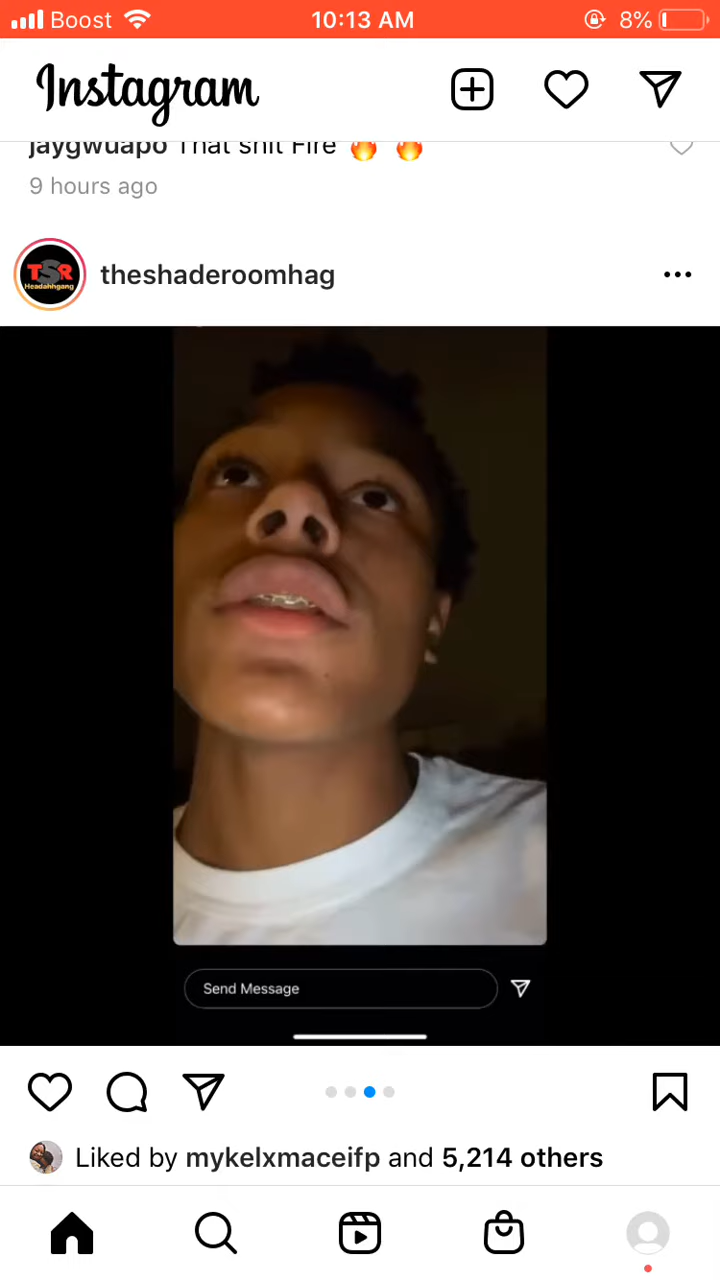 Boost 10:13 AM 8%
Instagram
jaygwuapo That shit Fire 🔥 🔥
9 hours ago
TSR
Headahhgang
theshaderoomhag
Send Message
Liked by mykelxmaceifp and 5,214 others